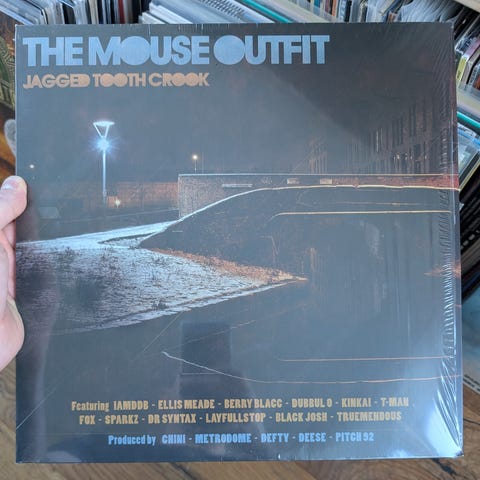 THE MOUSE OUTFIT
JAGGED TOOTH CROOK
Featuring IAMDDB - ELLIS MEADE - BERRY BLACC - DUBBUL O - KINKAI - T-MAN
FOX - SPARKZ - DR SYNTAX - LAYFULLSTOP - BLACK JOSH - TRUEMENDOUS
Produced by CHINI - METRODOME - DEFTY - DEESE - PITCH 92